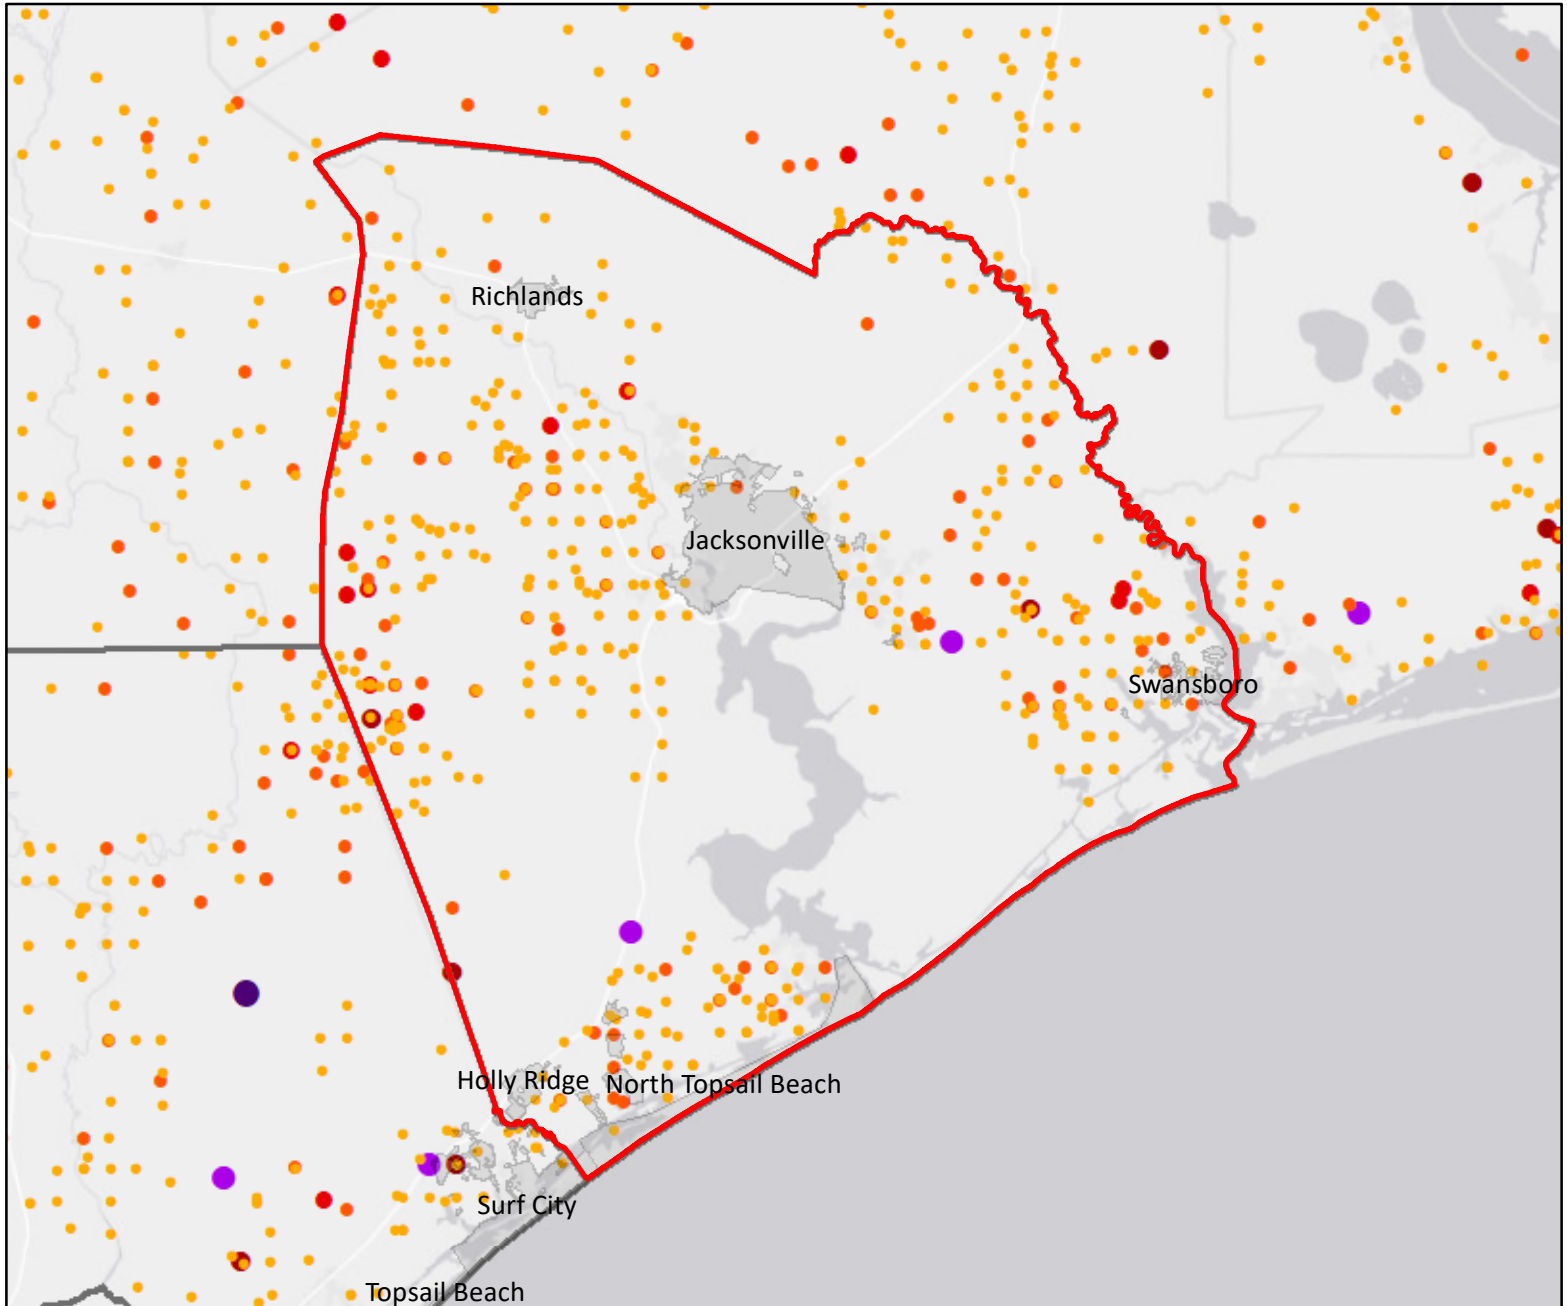 Richlands
Jacksonville
Swansboro
Holly Ridge
North Topsail Beach
Surf City
Topsail Beach